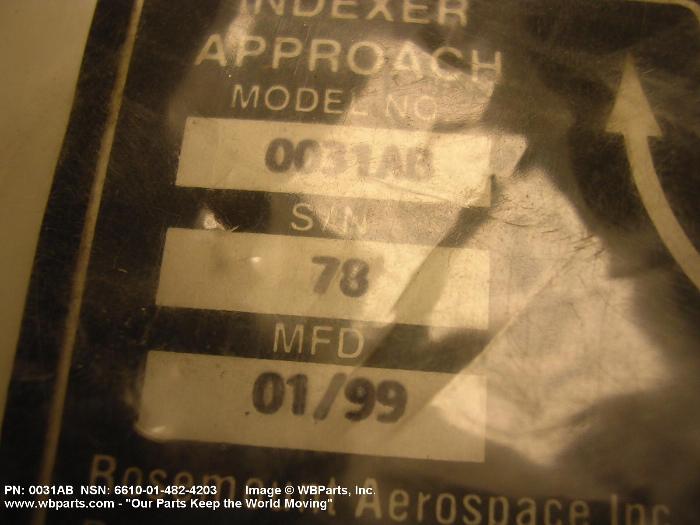 INDEXER
APPROACH
MODEL NO
0031AB
S/N
78
MFD
01/99
Rosemount Aerospace Inc
PN: 0031AB NSN: 6610-01-482-4203 Image © WBParts, Inc.
www.wbparts.com - "Our Parts Keep the World Moving"